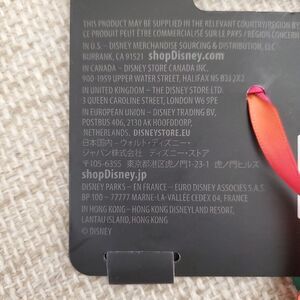 THIS PRODUCT MAY BE SUPPLIED IN THE RELEVANT COUNTRY/REGION BY
CE PRODUIT PEUT ÊTRE COMMERCIALISÉ SUR LE PAYS / RÉGION CONCERN
IN U.S. – DISNEY MERCHANDISE SOURCING & DISTRIBUTION, LLC
BURBANK, CA 91521 shopDisney.com
IN CANADA – DISNEY STORE CANADA INC.
900-1959 UPPER WATER STREET, HALIFAX NS B3J 2X2
IN UNITED KINGDOM – THE DISNEY STORE LTD.
3 QUEEN CAROLINE STREET, LONDON W6 9PE
IN EUROPEAN UNION – DISNEY TRADING BV,
POSTBUS 406, 2130 AK HOOFDDORP,
NETHERLANDS. DISNEYSTORE.EU
日本国内 – ウォルト・ディズニー・
ジャパン株式会社 ディズニー・ストア
〒105-6355 東京都港区虎ノ門1-23-1 虎ノ門ヒルズ
shopDisney.jp
DISNEY PARKS – EN FRANCE – EURO DISNEY ASSOCIÉS S.A.S.
BP 100 – 77777 MARNE-LA-VALLÉE CEDEX 04, FRANCE
IN HONG KONG – HONG KONG DISNEYLAND RESORT,
LANTAU ISLAND, HONG KONG
© DISNEY